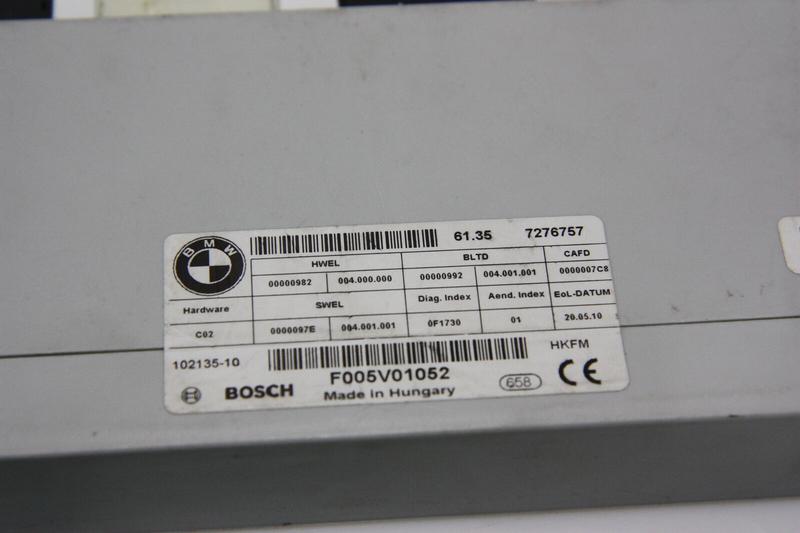 BMW
61.35 7276757
HWEL BLTD CAFD
00000982 004.000.000 00000992 004.001.001 0000007C8
Hardware SWEL Diag. Index Aend. Index EoL-DATUM
C02 0000097E 004.001.001 0F1730 01 20.05.10
102135-10 HKFM
BOSCH F005V01052 658 CE
Made in Hungary